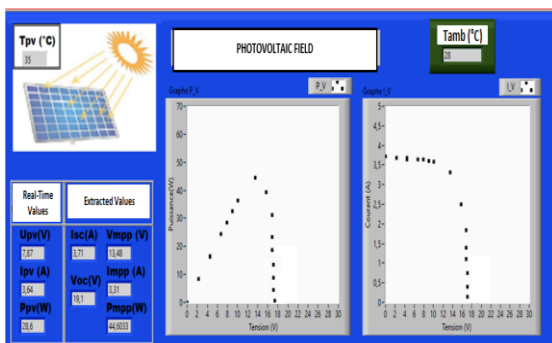 Tpv (°C)
35
PHOTOVOLTAIC FIELD
Tamb (°C)
28
Graphe P_V
P_V
Graphe I_V
I_V
Puissance(W)
70
60
50
40
30
20
10
0
0 2 4 6 8 10 12 14 16 18 20 22 24 26 28 30
Tension (V)
Courant (A)
5
4,5
4
3,5
3
2,5
2
1,5
1
0,5
0
0 2 4 6 8 10 12 14 16 18 20 22 24 26 28 30
Tension (V)
Real-Time
Values
Extracted Values
Upv(V)
7,87
Ipv (A)
3,64
Ppv(W)
28,6
Isc(A)
3,71
Voc(V)
19,1
Vmpp (V)
13,48
Impp (A)
3,31
Pmpp(W)
44,6033